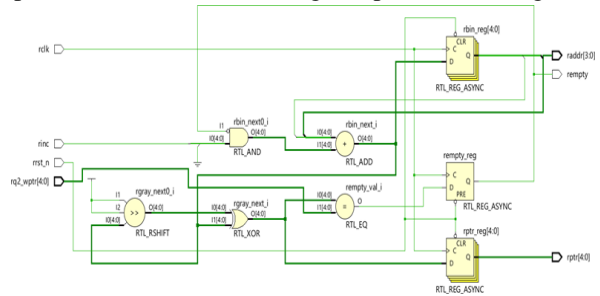 rbin_reg[4:0]
CLR
rclk
C
Q
raddr[3:0]
D
rempty
RTL_REG_ASYNC
rbin_next0_i
rbin_next_i
I1
O[4:0]
I0[4:0]
O[4:0]
rinc
I0[4:0]
I1[4:0]
+
rempty_reg
rrst_n
RTL_AND
RTL_ADD
C
rq2_wptr[4:0]
Q
D
rgray_next0_i
rgray_next_i
rempty_val_i
PRE
RTL_REG_ASYNC
I1
I0[4:0]
O
I2
>>
O[4:0]
I0[4:0]
O[4:0]
I1[4:0]
=
rptr_reg[4:0]
I0[4:0]
I1[4:0]
CLR
RTL_RSHIFT
RTL_XOR
RTL_EQ
C
Q
rptr[4:0]
D
RTL_REG_ASYNC